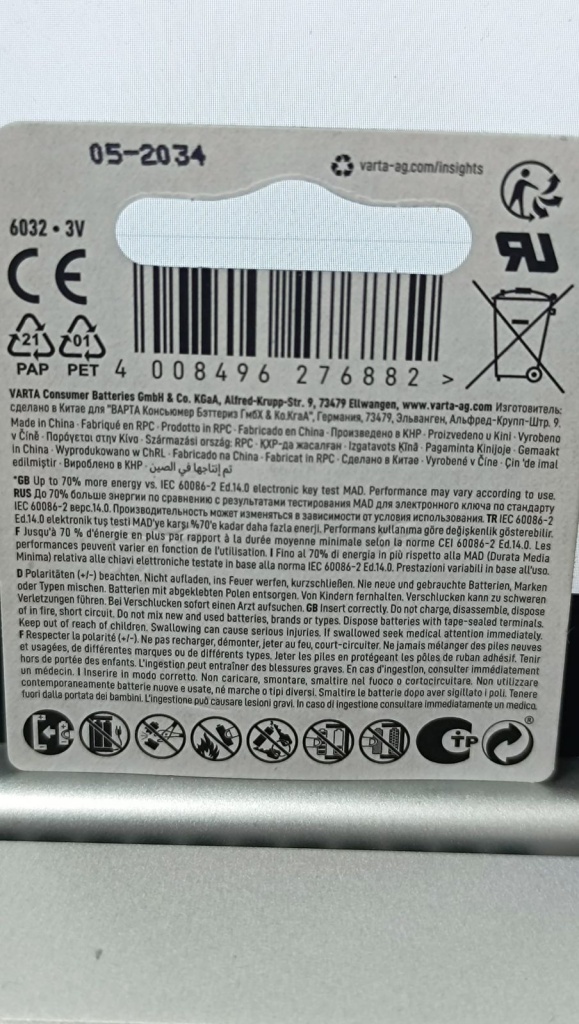 05-2034
varta-ag.com/insights
6032 • 3V
CE
21
PAP
01
PET
4 008496 276882 >
VARTA Consumer Batteries GmbH & Co. KGaA, Alfred-Krupp-Str. 9, 73479 Ellwangen, www.varta-ag.com Изготовитель:
сделано в Китае для "ВАРТА Консьюмер Бэттериз ГмбХ & Ко.КгаА", Германия, 73479, Эльванген, Альфред-Крупп-Штр. 9.
Made in China · Fabriqué en RPC · Prodotto in RPC · Fabricado en China · Произведено в КНР · Proizvedeno u Kini · Vyrobeno
v Číně · Παράγεται στην Κίνα · Származási ország: RPC · ҚХР-да жасалған · Izgatavots Ķīnā · Pagaminta Kinijoje · Gemaakt
in China · Wyprodukowano w ChRL · Fabricado na China · Fabricat in RPC · Сделано в Китае · Vyrobené v Číne · Çin 'de imal
edilmiştir · Вироблено в КНР · تم إنتاجها في الصين
*GB Up to 70% more energy vs. IEC 60086-2 Ed.14.0 electronic key test MAD. Performance may vary according to use.
RUS До 70% больше энергии по сравнению с результатами тестирования MAD для электронного ключа по стандарту
IEC 60086-2 верс.14.0. Производительность может изменяться в зависимости от условия использования. TR IEC 60086-2
Ed.14.0 elektronik tuş testi MAD'ye karşı %70'e kadar daha fazla enerji. Performans kullanıma göre değişkenlik gösterebilir.
F Jusqu'à 70 % d'énergie en plus par rapport à la durée moyenne minimale selon la norme CEI 60086-2 Ed.14.0. Les
performances peuvent varier en fonction de l'utilisation. I Fino al 70% di energia in più rispetto alla MAD (Durata Media
Minima) relativa alle chiavi elettroniche testate in base alla norma IEC 60086-2 Ed.14.0. Prestazioni variabili in base all'uso.
D Polaritäten (+/-) beachten. Nicht aufladen, ins Feuer werfen, kurzschließen. Nie neue und gebrauchte Batterien, Marken
oder Typen mischen. Batterien mit abgeklebten Polen entsorgen. Von Kindern fernhalten. Verschlucken kann zu schweren
Verletzungen führen. Bei Verschlucken sofort einen Arzt aufsuchen. GB Insert correctly. Do not charge, disassemble, dispose
of in fire, short circuit. Do not mix new and used batteries, brands or types. Dispose batteries with tape-sealed terminals.
Keep out of reach of children. Swallowing can cause serious injuries. If swallowed seek medical attention immediately.
F Respecter la polarité (+/-). Ne pas recharger, démonter, jeter au feu, court-circuiter. Ne jamais mélanger des piles neuves
et usagées, de différentes marques ou de différents types. Jeter les piles en protégeant les pôles de ruban adhésif. Tenir
hors de portée des enfants. L'ingestion peut entraîner des blessures graves. En cas d'ingestion, consulter immédiatement
un médecin. I Inserire in modo corretto. Non caricare, smontare, smaltire nel fuoco o cortocircuitare. Non utilizzare
contemporaneamente batterie nuove e usate, né marche o tipi diversi. Smaltire le batterie dopo aver sigillato i poli. Tenere
fuori dalla portata dei bambini. L'ingestione può causare lesioni gravi. In caso di ingestione consultare immediatamente un medico.
ТР
®